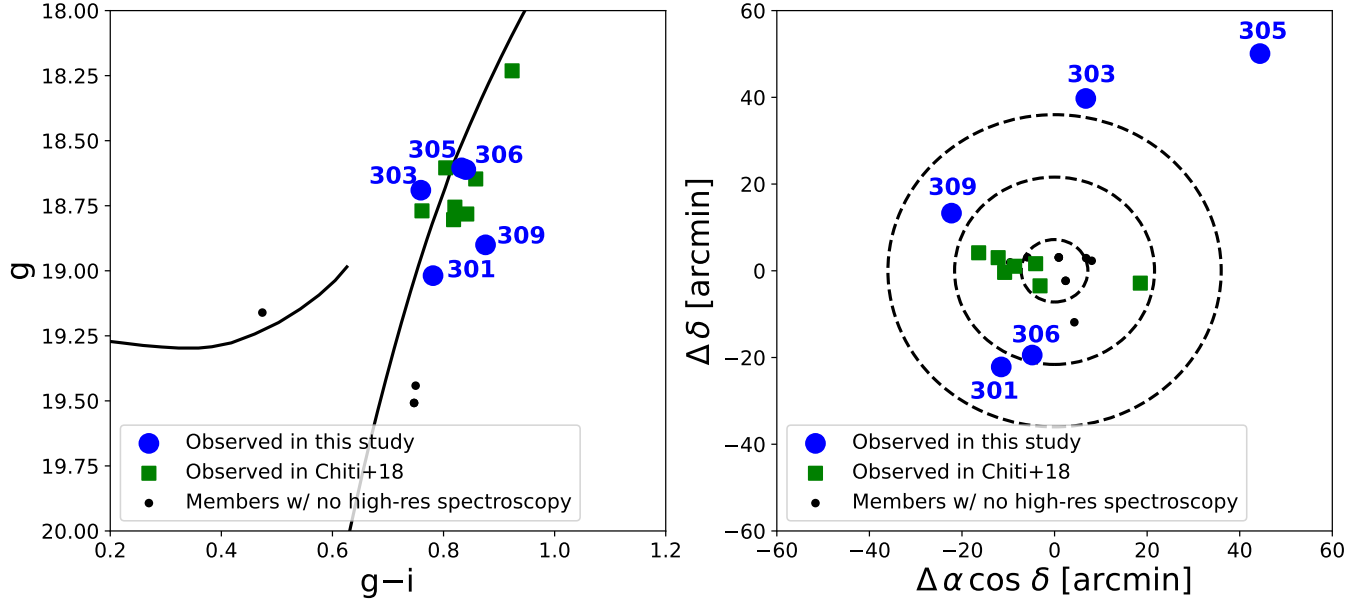 18.00
18.25
18.50
18.75
19.00
19.25
19.50
19.75
20.00
g
305
306
303
309
301
Observed in this study
Observed in Chiti+18
Members w/ no high-res spectroscopy
0.2 0.4 0.6 0.8 1.0 1.2
g−i
60
40
20
0
−20
−40
−60
Δ δ [arcmin]
305
303
309
306
301
Observed in this study
Observed in Chiti+18
Members w/ no high-res spectroscopy
−60 −40 −20 0 20 40 60
Δ α cos δ [arcmin]